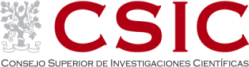 CSIC
CONSEJO SUPERIOR DE INVESTIGACIONES CIENTÍFICAS